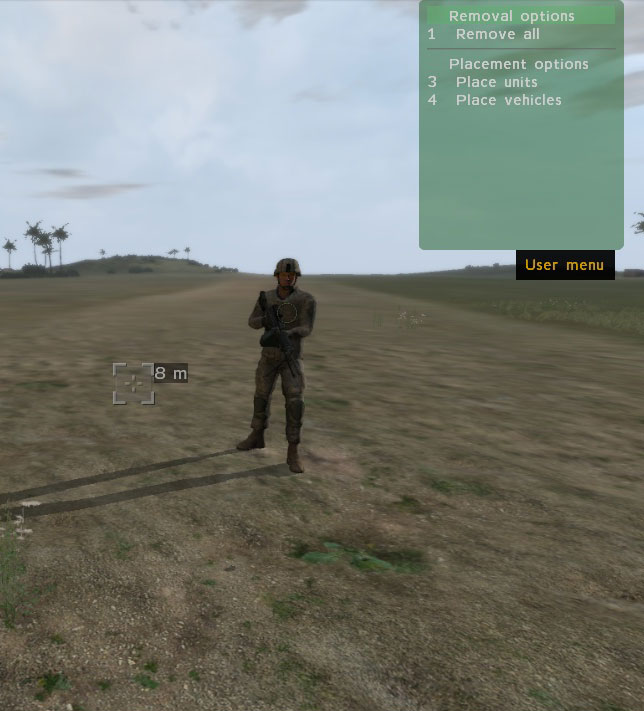 Removal options
1 Remove all
Placement options
3 Place units
4 Place vehicles
User menu
8 m